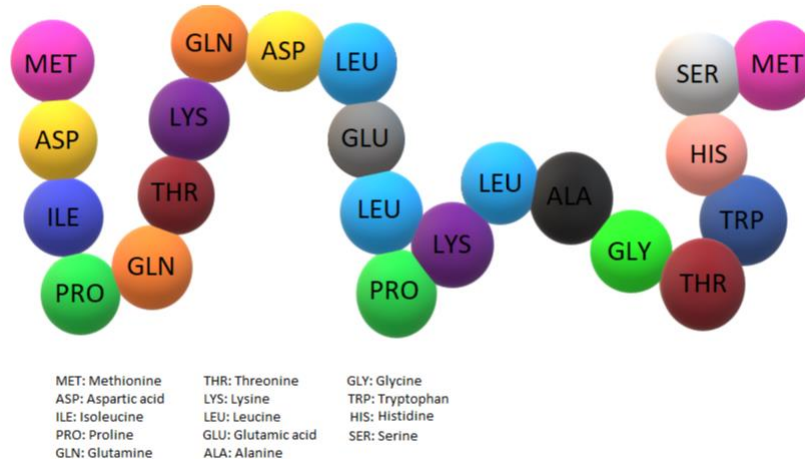 MET
ASP
ILE
PRO
GLN
THR
LYS
GLN
ASP
LEU
GLU
LEU
PRO
LYS
LEU
ALA
GLY
THR
TRP
HIS
SER
MET
MET: Methionine
ASP: Aspartic acid
ILE: Isoleucine
PRO: Proline
GLN: Glutamine
THR: Threonine
LYS: Lysine
LEU: Leucine
GLU: Glutamic acid
ALA: Alanine
GLY: Glycine
TRP: Tryptophan
HIS: Histidine
SER: Serine